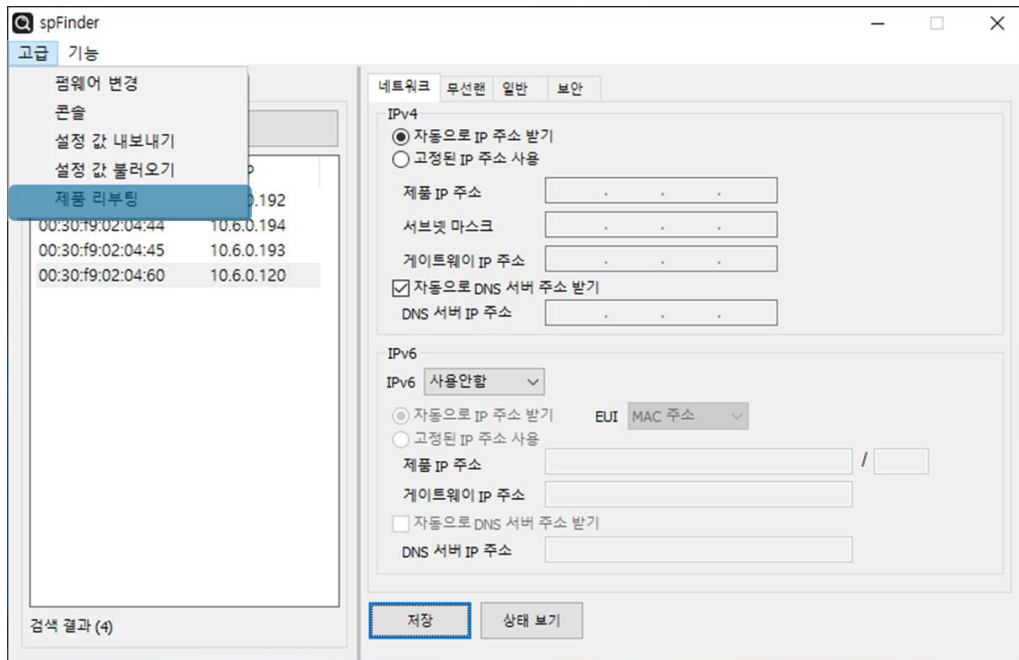 spFinder
고급 기능
펌웨어 변경
콘솔
설정 값 내보내기
설정 값 불러오기
제품 리부팅
0.192
00:30:f9:02:04:44 10.6.0.194
00:30:f9:02:04:45 10.6.0.193
00:30:f9:02:04:60 10.6.0.120
검색 결과 (4)
네트워크 무선랜 일반 보안
IPv4
자동으로 IP 주소 받기
고정된 IP 주소 사용
제품 IP 주소 . . .
서브넷 마스크 . . .
게이트웨이 IP 주소 . . .
자동으로 DNS 서버 주소 받기
DNS 서버 IP 주소 . . .
IPv6
IPv6 사용안함
자동으로 IP 주소 받기 EUI MAC 주소
고정된 IP 주소 사용
제품 IP 주소 /
게이트웨이 IP 주소
자동으로 DNS 서버 주소 받기
DNS 서버 IP 주소
저장 상태 보기